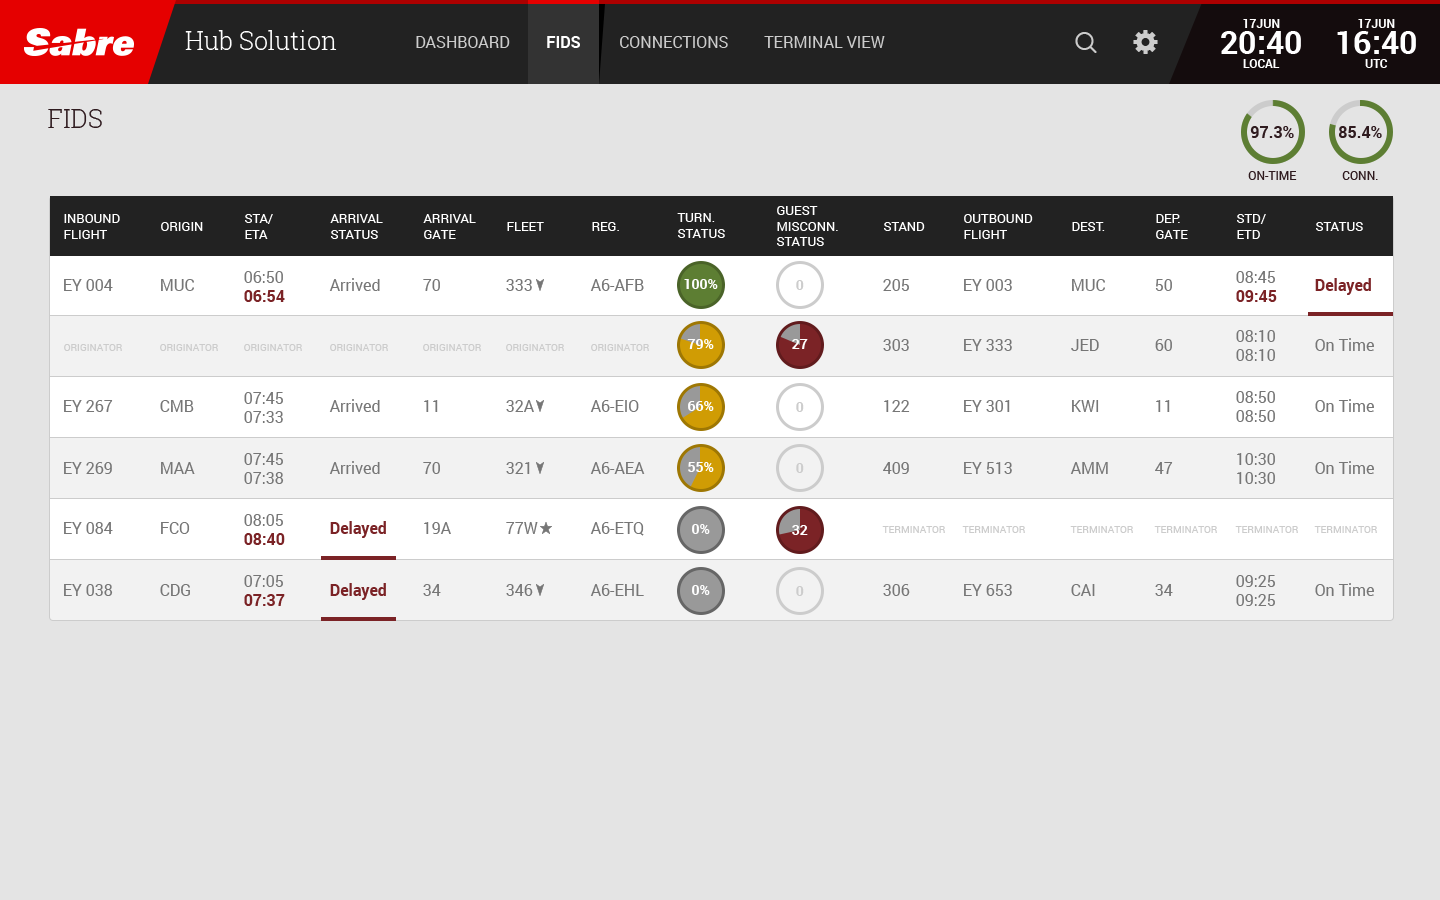 Sabre
Hub Solution
DASHBOARD FIDS CONNECTIONS TERMINAL VIEW
17JUN 17JUN
20:40 16:40
LOCAL UTC
FIDS
97.3% 85.4%
ON-TIME CONN.
INBOUND FLIGHT ORIGIN STA/ ETA ARRIVAL STATUS ARRIVAL GATE FLEET REG. TURN. STATUS GUEST MISCONN. STATUS STAND OUTBOUND FLIGHT DEST. DEP. GATE STD/ ETD STATUS
EY 004 MUC 06:50 06:54 Arrived 70 333 A6-AFB 100% 0 205 EY 003 MUC 50 08:45 09:45 Delayed
ORIGINATOR ORIGINATOR ORIGINATOR ORIGINATOR ORIGINATOR ORIGINATOR ORIGINATOR 79% 27 303 EY 333 JED 60 08:10 08:10 On Time
EY 267 CMB 07:45 07:33 Arrived 11 32A A6-EIO 66% 0 122 EY 301 KWI 11 08:50 08:50 On Time
EY 269 MAA 07:45 07:38 Arrived 70 321 A6-AEA 55% 0 409 EY 513 AMM 47 10:30 10:30 On Time
EY 084 FCO 08:05 08:40 Delayed 19A 77W A6-ETQ 0% 32 TERMINATOR TERMINATOR TERMINATOR TERMINATOR TERMINATOR TERMINATOR
EY 038 CDG 07:05 07:37 Delayed 34 346 A6-EHL 0% 0 306 EY 653 CAI 34 09:25 09:25 On Time